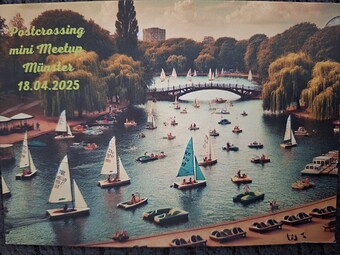 Postcrossing
mini Meetup
Münster
18.04.2025